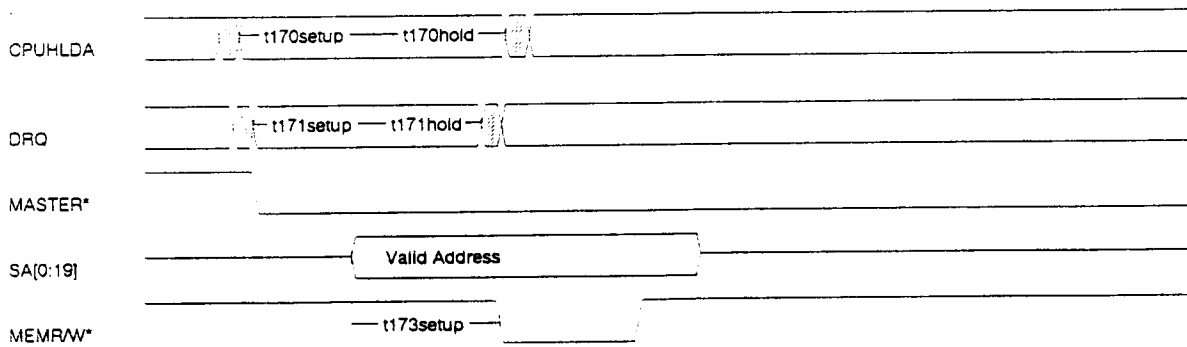 CPUHLDA t170setup t170hold
DRQ t171setup t171hold
MASTER*
SA[0:19] Valid Address
MEMR/W* t173setup